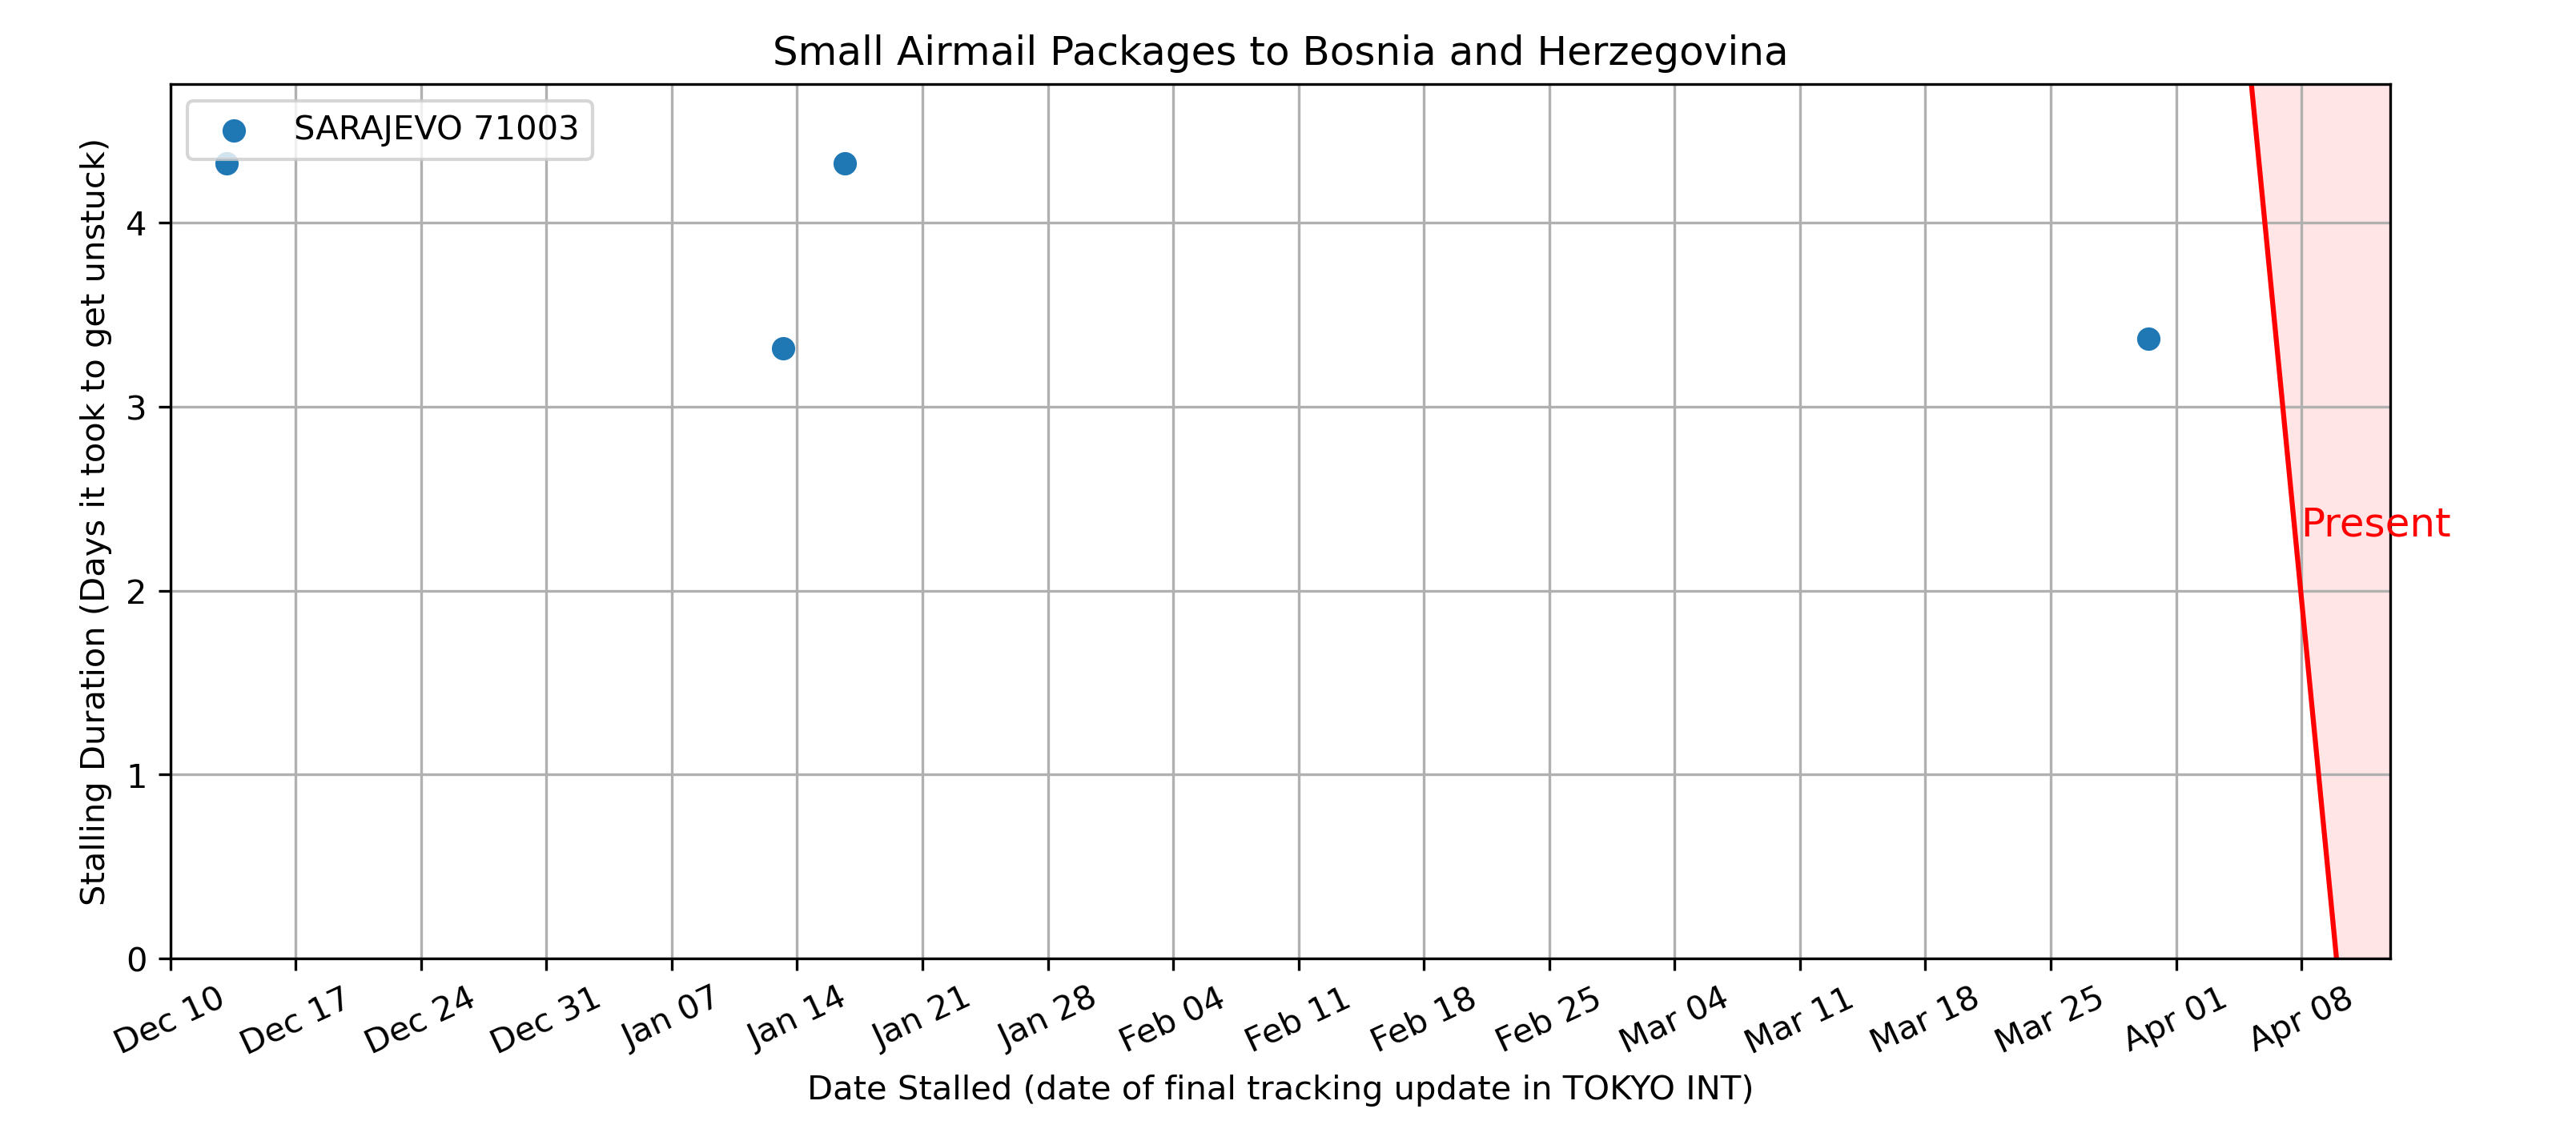 Small Airmail Packages to Bosnia and Herzegovina
SARAJEVO 71003
Stalling Duration (Days it took to get unstuck)
4
3
2
1
0
Present
Dec 10
Dec 17
Dec 24
Dec 31
Jan 07
Jan 14
Jan 21
Jan 28
Feb 04
Feb 11
Feb 18
Feb 25
Mar 04
Mar 11
Mar 18
Mar 25
Apr 01
Apr 08
Date Stalled (date of final tracking update in TOKYO INT)